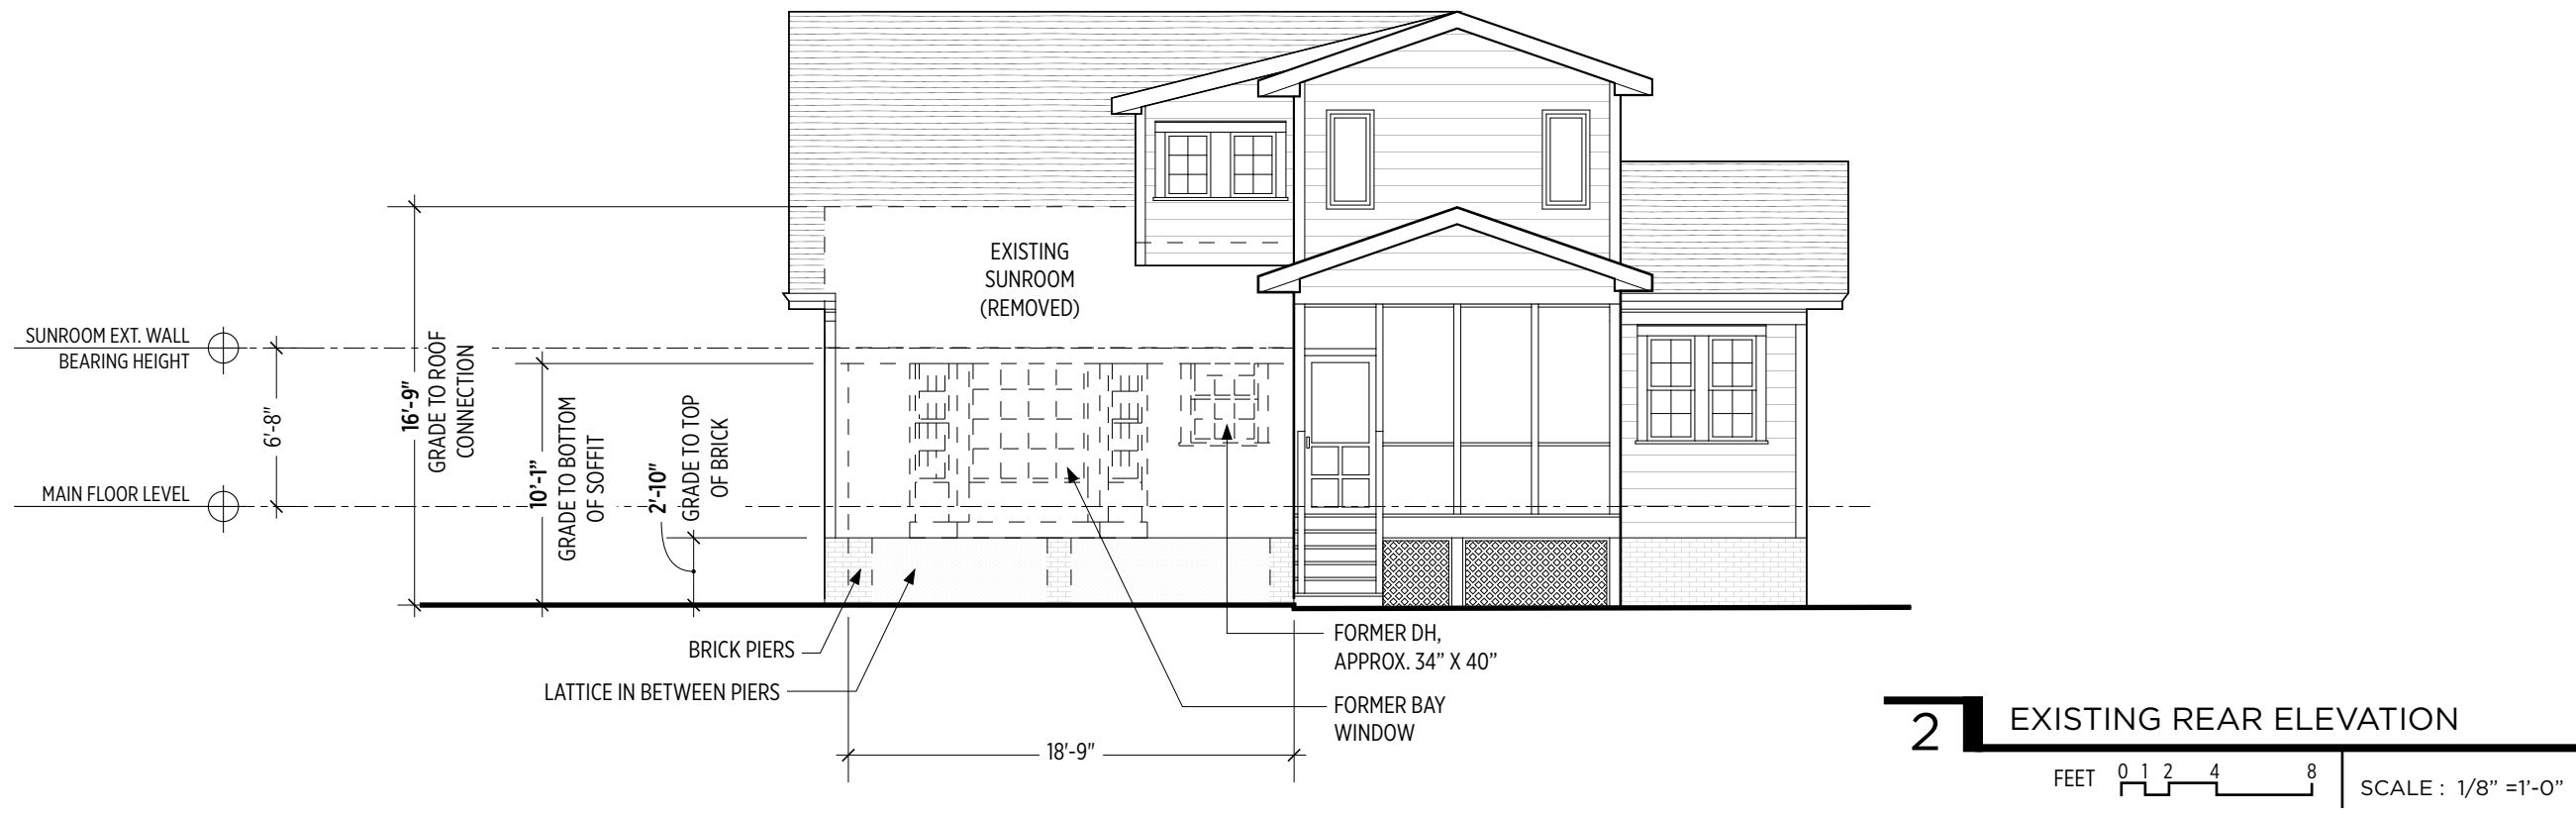 EXISTING
SUNROOM
(REMOVED)
SUNROOM EXT. WALL
BEARING HEIGHT
6'-8"
MAIN FLOOR LEVEL
16'-9"
GRADE TO ROOF
CONNECTION
10'-1"
GRADE TO BOTTOM
OF SOFFIT
2'-10"
GRADE TO TOP
OF BRICK
BRICK PIERS
LATTICE IN BETWEEN PIERS
FORMER DH,
APPROX. 34” X 40”
FORMER BAY
WINDOW
18'-9"
2
EXISTING REAR ELEVATION
FEET 0 1 2 4 8
SCALE : 1/8” =1’-0”